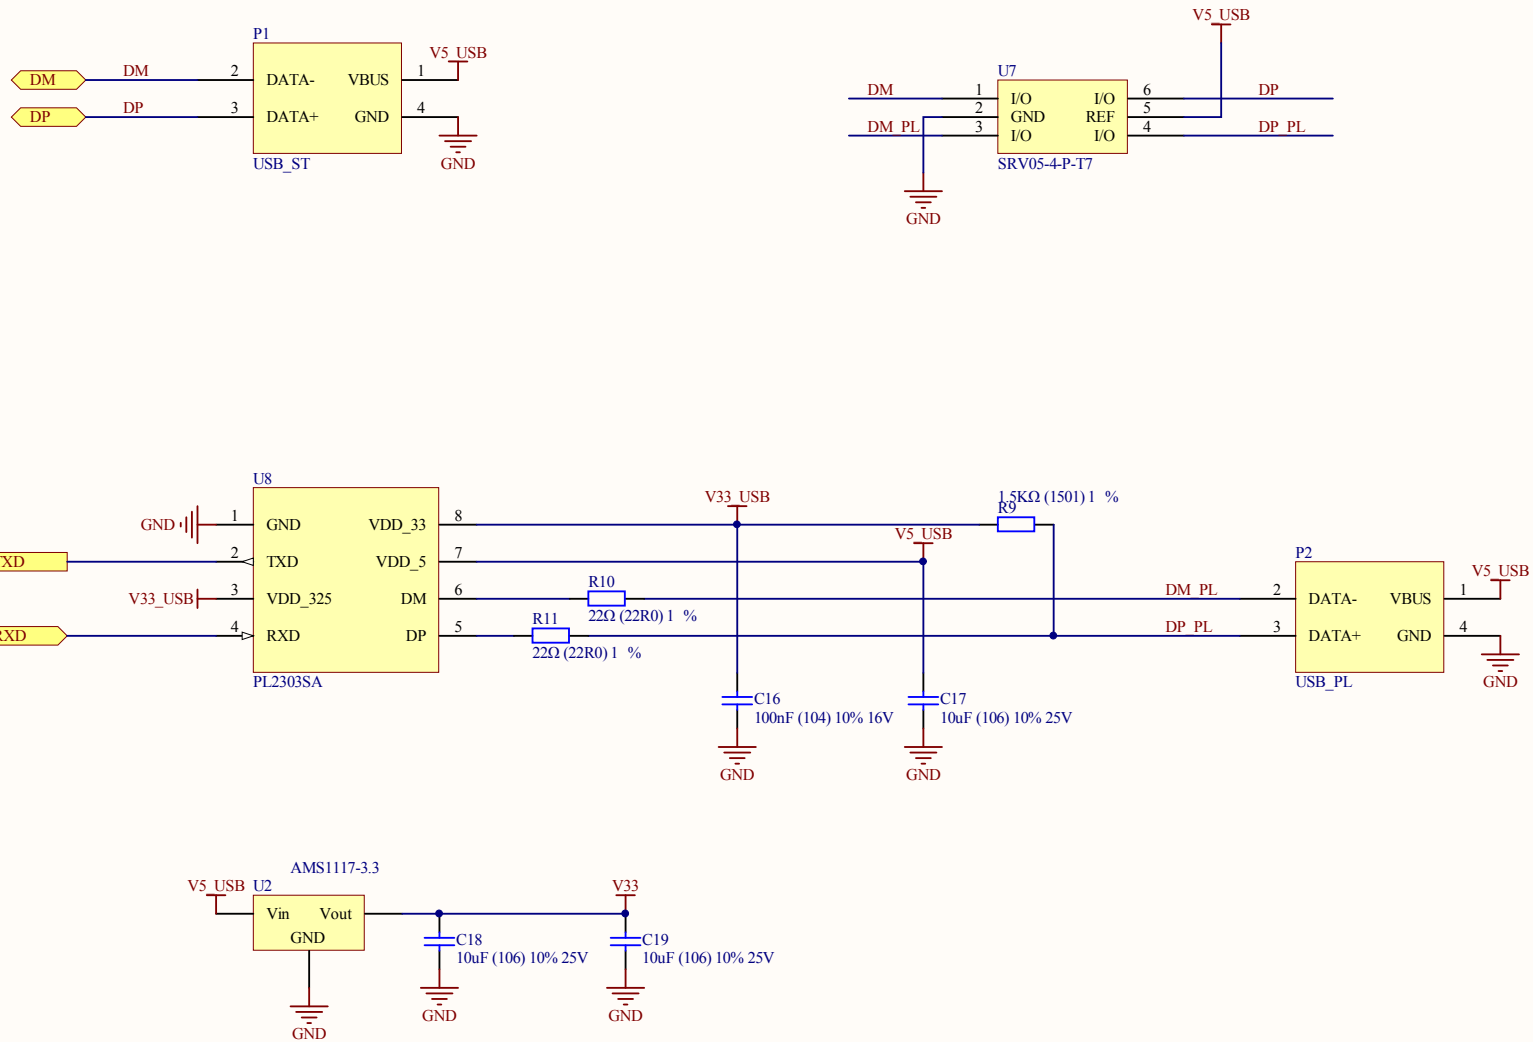 P1
DM
DM
2
DATA-
VBUS
1
V5_USB
DP
DP
3
DATA+
GND
4
GND
USB_ST
V5_USB
U7
DM
1
I/O
I/O
6
DP
2
GND
REF
5
DM_PL
3
I/O
I/O
4
DP_PL
SRV05-4-P-T7
GND
U8
GND
1
GND
VDD_33
8
V33_USB
1.5KΩ (1501) 1 %
R9
XD
2
TXD
VDD_5
7
V5_USB
V33_USB
3
VDD_325
DM
6
R10
22Ω (22R0) 1 %
DM_PL
RXD
4
RXD
DP
5
R11
22Ω (22R0) 1 %
DP_PL
PL2303SA
P2
2
DATA-
VBUS
1
V5_USB
3
DATA+
GND
4
GND
USB_PL
C16
100nF (104) 10% 16V
GND
C17
10uF (106) 10% 25V
GND
AMS1117-3.3
V5_USB
U2
Vin
Vout
GND
GND
V33
C18
10uF (106) 10% 25V
GND
C19
10uF (106) 10% 25V
GND